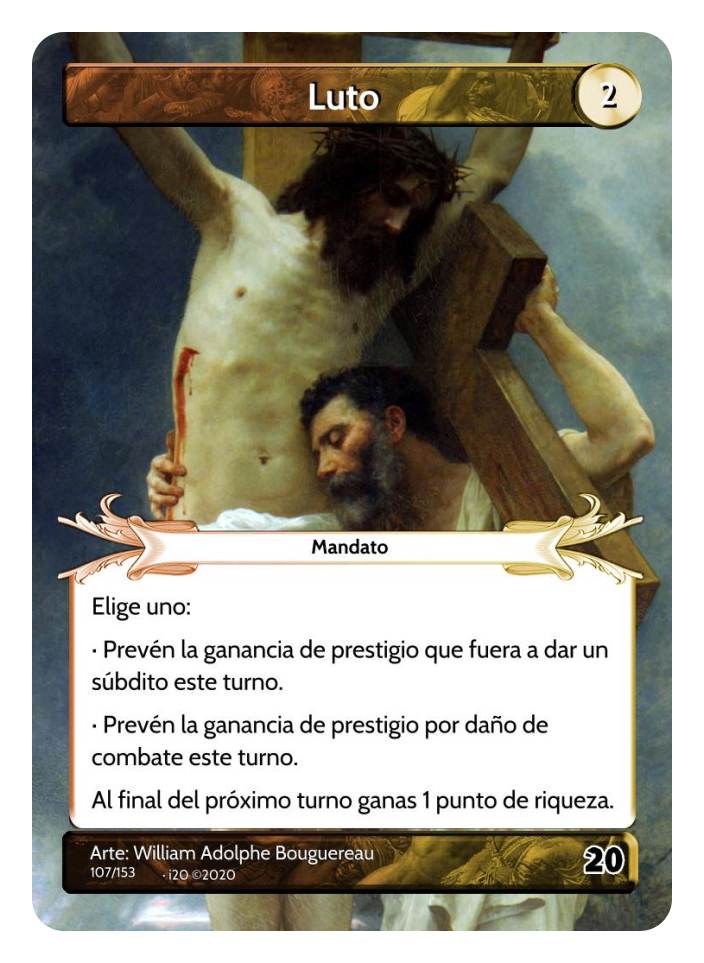 Luto
2
Mandato
Elige uno:
· Prevén la ganancia de prestigio que fuera a dar un
súbdito este turno.
· Prevén la ganancia de prestigio por daño de
combate este turno.
Al final del próximo turno ganas 1 punto de riqueza.
Arte: William Adolphe Bouguereau
107/153 · i20 ©2020
20